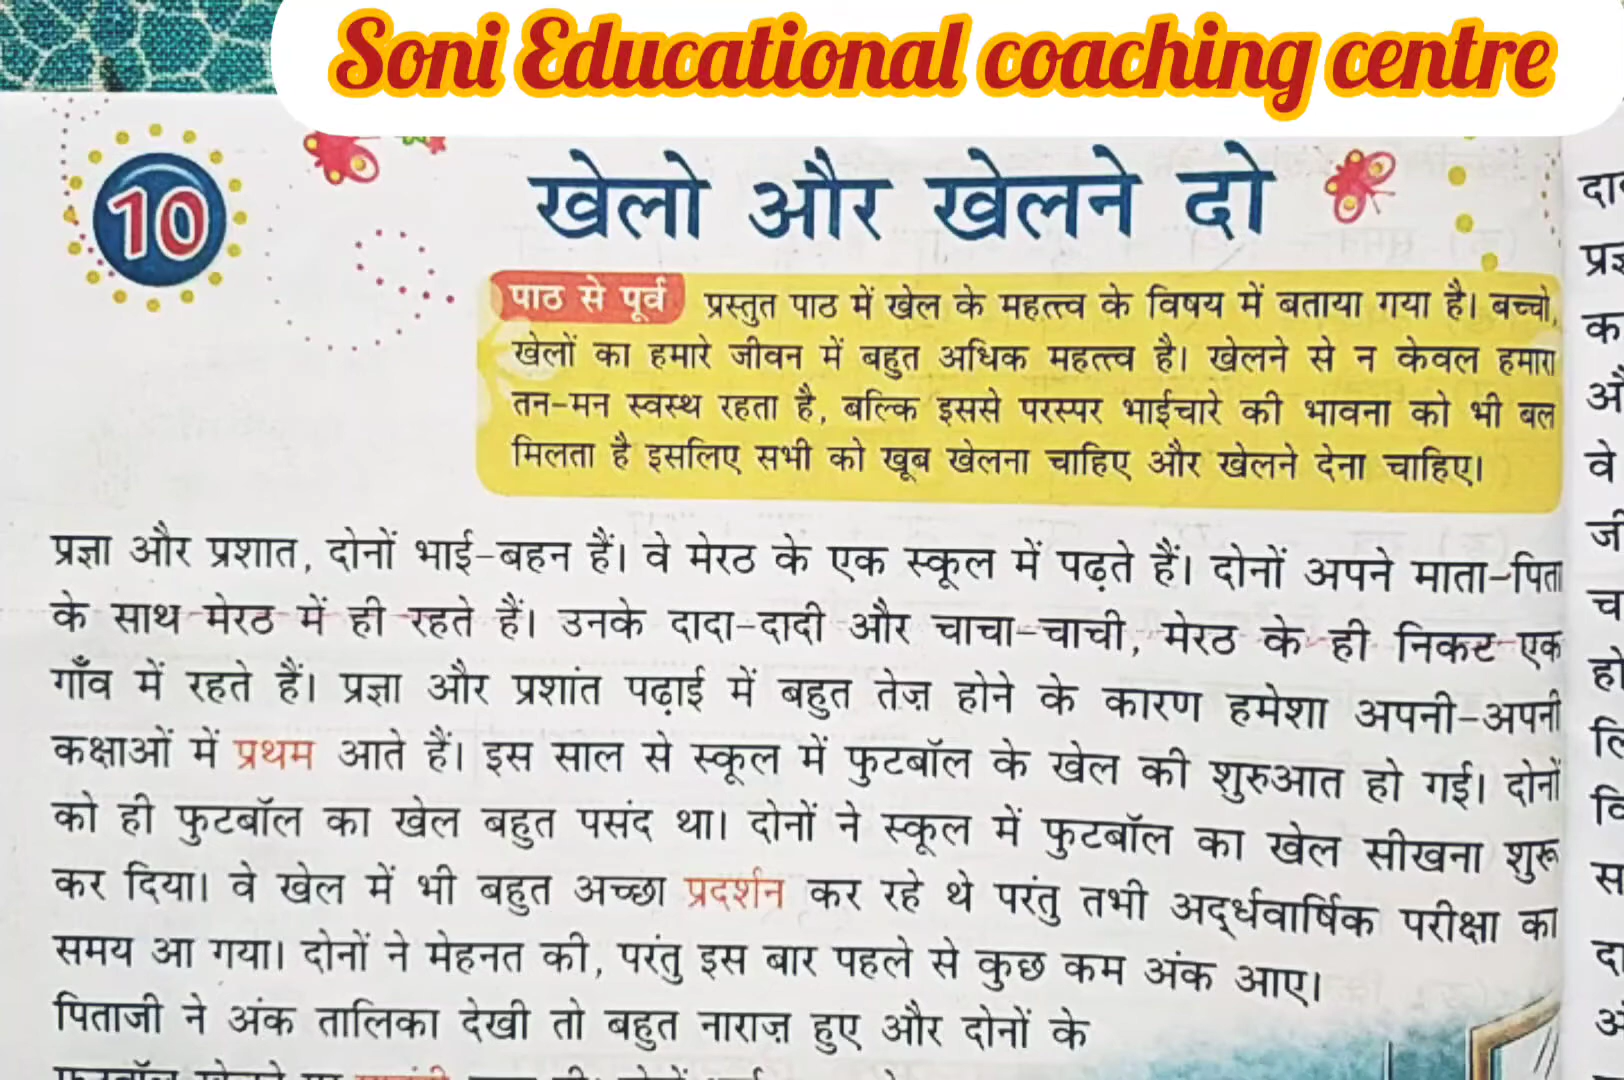 Soni Educational coaching centre
10
खेलो और खेलने दो
पाठ से पूर्व प्रस्तुत पाठ में खेल के महत्त्व के विषय में बताया गया है। बच्चो,
खेलों का हमारे जीवन में बहुत अधिक महत्त्व है। खेलने से न केवल हमारा
तन-मन स्वस्थ रहता है, बल्कि इससे परस्पर भाईचारे की भावना को भी बल
मिलता है इसलिए सभी को खूब खेलना चाहिए और खेलने देना चाहिए।
प्रज्ञा और प्रशात, दोनों भाई-बहन हैं। वे मेरठ के एक स्कूल में पढ़ते हैं। दोनों अपने माता-पिता
के साथ मेरठ में ही रहते हैं। उनके दादा-दादी और चाचा-चाची, मेरठ के ही निकट एक
गाँव में रहते हैं। प्रज्ञा और प्रशांत पढ़ाई में बहुत तेज़ होने के कारण हमेशा अपनी-अपनी
कक्षाओं में प्रथम आते हैं। इस साल से स्कूल में फुटबॉल के खेल की शुरुआत हो गई। दोनों
को ही फुटबॉल का खेल बहुत पसंद था। दोनों ने स्कूल में फुटबॉल का खेल सीखना शुरू
कर दिया। वे खेल में भी बहुत अच्छा प्रदर्शन कर रहे थे परंतु तभी अर्द्धवार्षिक परीक्षा का
समय आ गया। दोनों ने मेहनत की, परंतु इस बार पहले से कुछ कम अंक आए।
पिताजी ने अंक तालिका देखी तो बहुत नाराज़ हुए और दोनों के